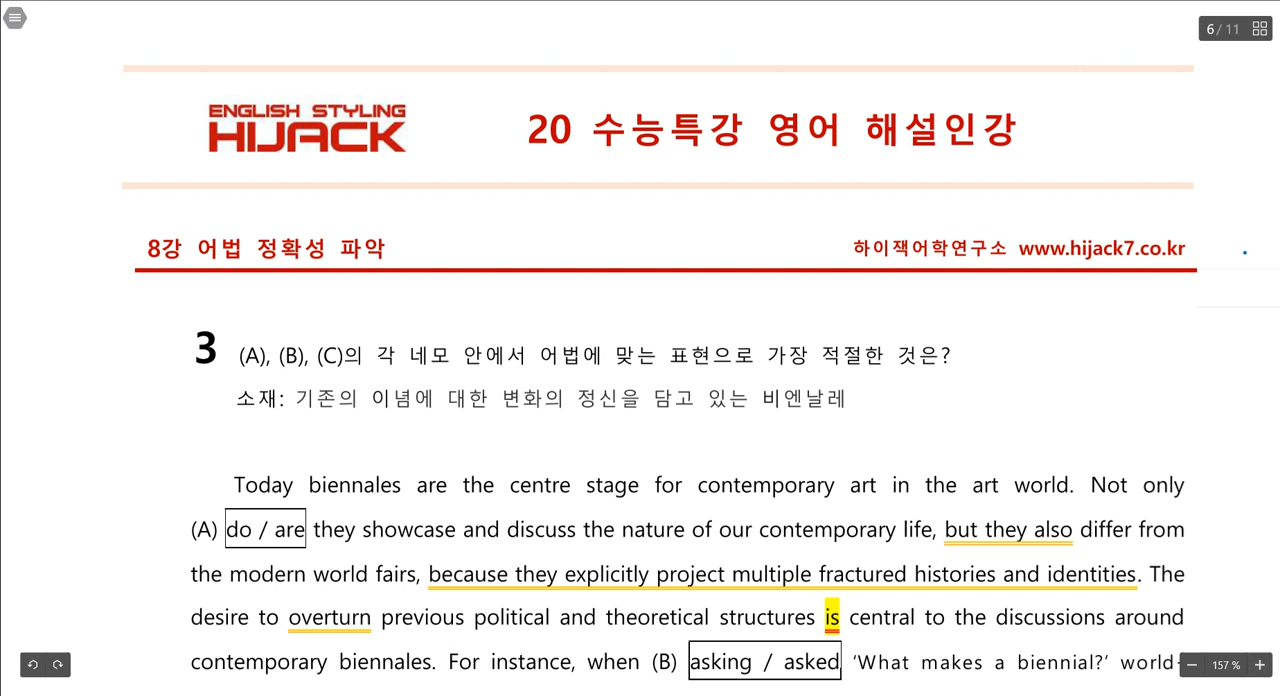 6 / 11
ENGLISH STYLING
HIJACK
20 수능특강 영어 해설인강
8강 어법 정확성 파악
하이잭어학연구소 www.hijack7.co.kr
3 (A), (B), (C)의 각 네모 안에서 어법에 맞는 표현으로 가장 적절한 것은?
소재: 기존의 이념에 대한 변화의 정신을 담고 있는 비엔날레
Today biennales are the centre stage for contemporary art in the art world. Not only
(A) do / are they showcase and discuss the nature of our contemporary life, but they also differ from
the modern world fairs, because they explicitly project multiple fractured histories and identities. The
desire to overturn previous political and theoretical structures is central to the discussions around
contemporary biennales. For instance, when (B) asking / asked 'What makes a biennial?' world-
157 %